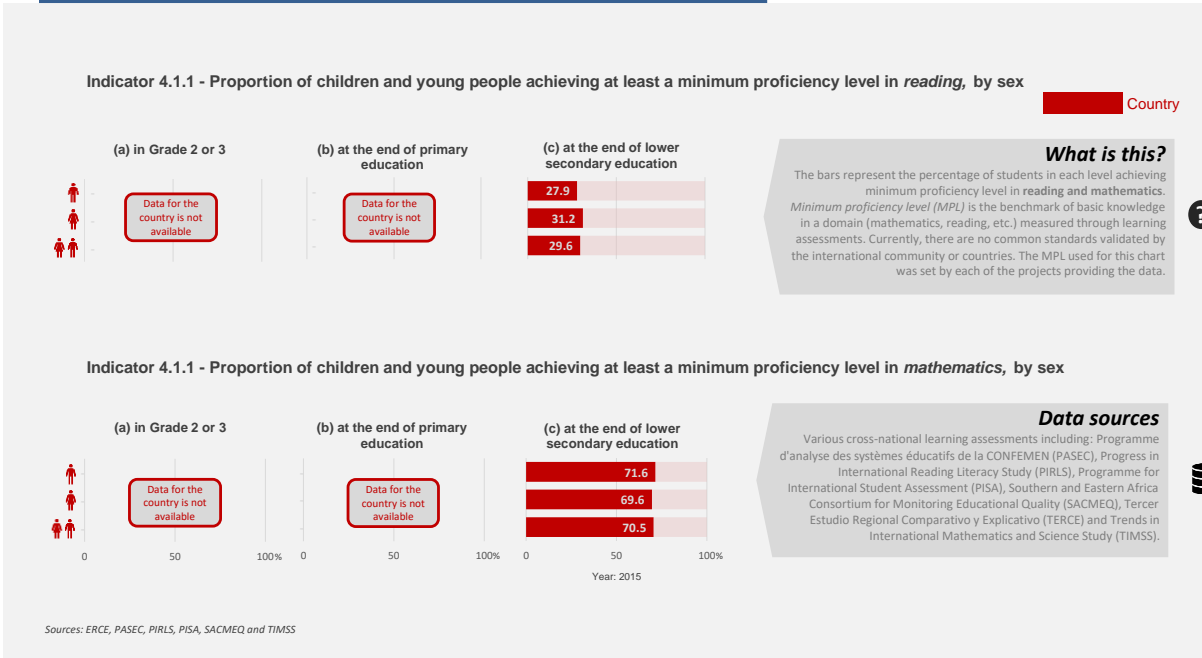 Indicator 4.1.1 - Proportion of children and young people achieving at least a minimum proficiency level in reading, by sex
Country
(a) in Grade 2 or 3
(b) at the end of primary
education
(c) at the end of lower
secondary education
Data for the
country is not
available
Data for the
country is not
available
27.9
31.2
29.6
What is this?
The bars represent the percentage of students in each level achieving
minimum proficiency level in reading and mathematics.
Minimum proficiency level (MPL) is the benchmark of basic knowledge
in a domain (mathematics, reading, etc.) measured through learning
assessments. Currently, there are no common standards validated by
the international community or countries. The MPL used for this chart
was set by each of the projects providing the data.
?
Indicator 4.1.1 - Proportion of children and young people achieving at least a minimum proficiency level in mathematics, by sex
(a) in Grade 2 or 3
(b) at the end of primary
education
(c) at the end of lower
secondary education
Data for the
country is not
available
Data for the
country is not
available
71.6
69.6
70.5
0 50 100%
0 50 100%
0 50 100%
Year: 2015
Data sources
Various cross-national learning assessments including: Programme
d'analyse des systèmes éducatifs de la CONFEMEN (PASEC), Progress in
International Reading Literacy Study (PIRLS), Programme for
International Student Assessment (PISA), Southern and Eastern Africa
Consortium for Monitoring Educational Quality (SACMEQ), Tercer
Estudio Regional Comparativo y Explicativo (TERCE) and Trends in
International Mathematics and Science Study (TIMSS).
Sources: ERCE, PASEC, PIRLS, PISA, SACMEQ and TIMSS